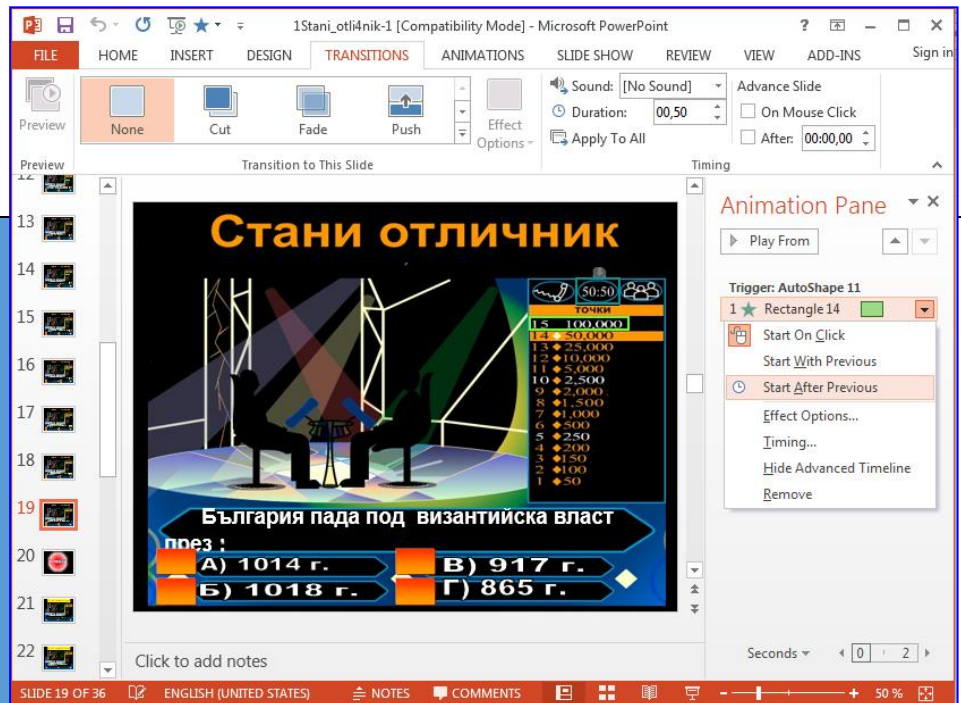 1Stani_otli4nik-1 [Compatibility Mode] - Microsoft PowerPoint
FILE HOME INSERT DESIGN TRANSITIONS ANIMATIONS SLIDE SHOW REVIEW VIEW ADD-INS Sign in
Preview
None Cut Fade Push
Effect Options
Sound: [No Sound]
Duration: 00,50
Apply To All
Advance Slide
On Mouse Click
After: 00:00,00
Preview Transition to This Slide Timing
12
13
14
15
16
17
18
19
20
21
22
Стани отличник
50:50
точки
15 100,000
14 ◆ 50,000
13 ◆ 25,000
12 ◆ 10,000
11 ◆ 5,000
10 ◆ 2,500
9 ◆ 2,000
8 ◆ 1,500
7 ◆ 1,000
6 ◆ 500
5 ◆ 250
4 ◆ 200
3 ◆ 150
2 ◆ 100
1 ◆ 50
България пада под византийска власт
през :
А) 1014 г. В) 917 г.
Б) 1018 г. Г) 865 г.
Click to add notes
Animation Pane
Play From
Trigger: AutoShape 11
1 Rectangle 14
Start On Click
Start With Previous
Start After Previous
Effect Options...
Timing...
Hide Advanced Timeline
Remove
Seconds 0 2
SLIDE 19 OF 36 ENGLISH (UNITED STATES) NOTES COMMENTS 50 %